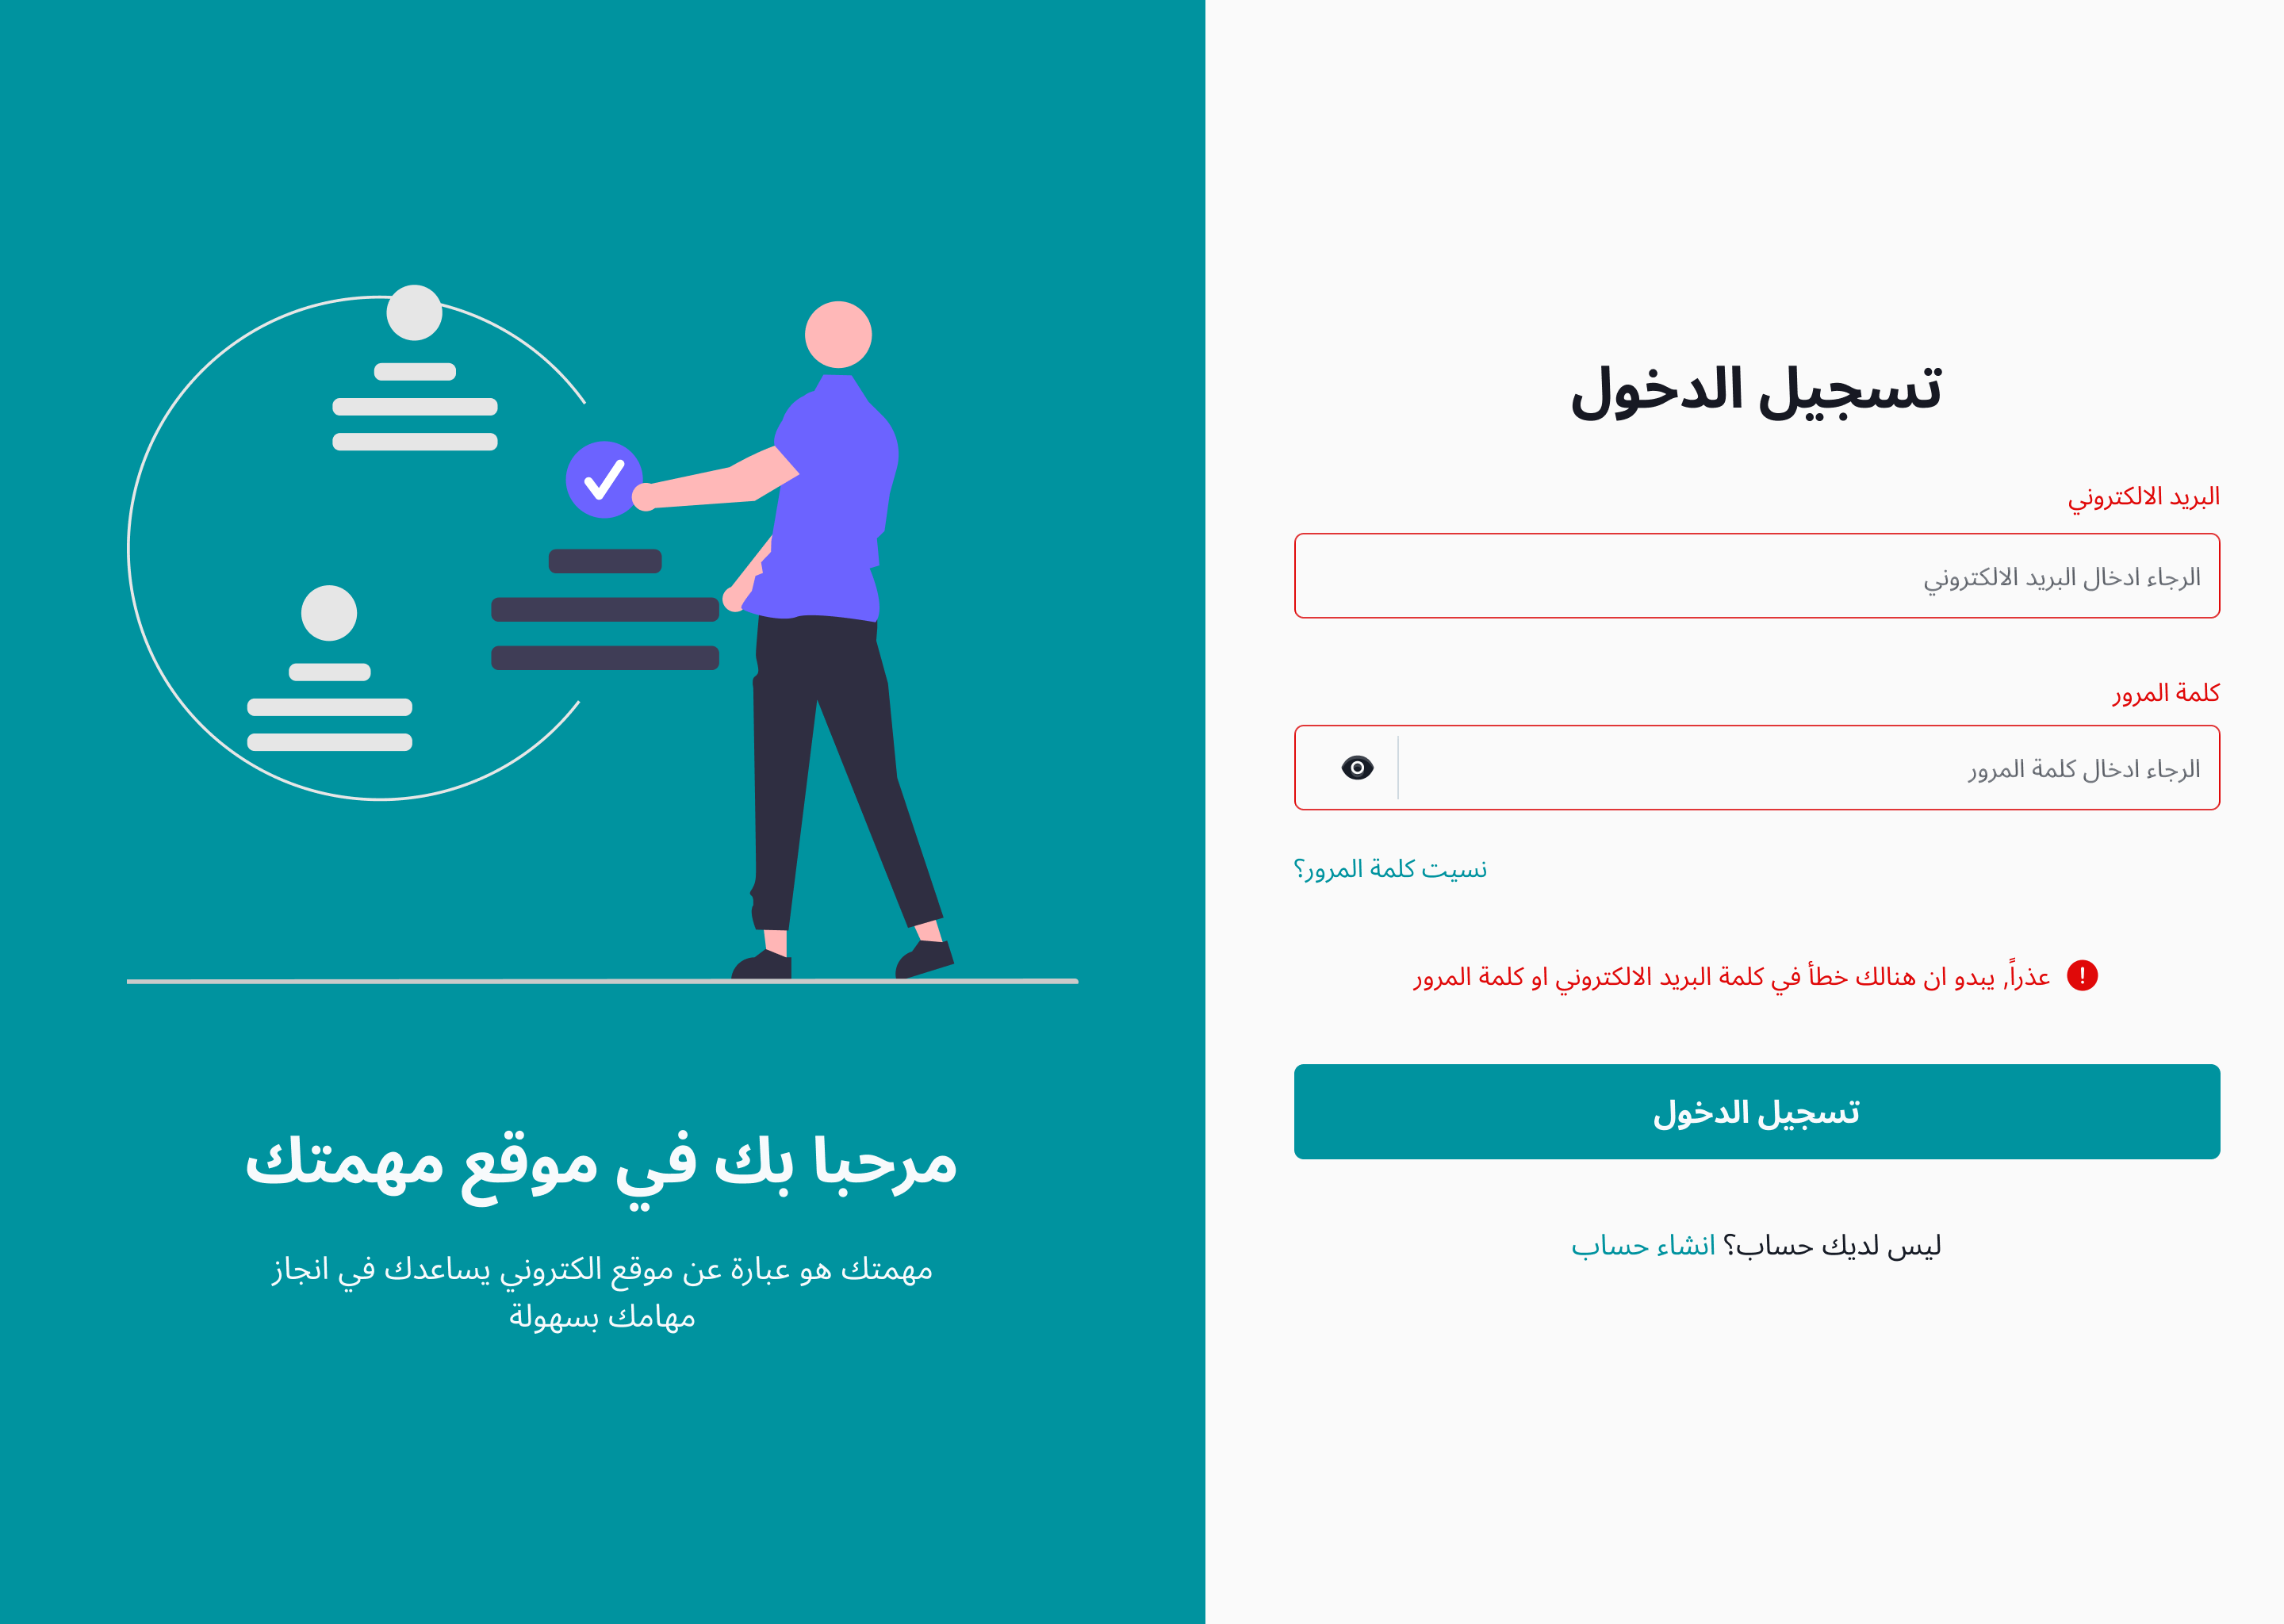 تسجيل الدخول
البريد الالكتروني
الرجاء ادخال البريد الالكتروني
كلمة المرور
الرجاء ادخال كلمة المرور
نسيت كلمة المرور؟
عذراً, يبدو ان هنالك خطأ في كلمة البريد الالكتروني او كلمة المرور
تسجيل الدخول
ليس لديك حساب؟ انشاء حساب
مرحبا بك في موقع مهمتك
مهمتك هو عبارة عن موقع الكتروني يساعدك في انجاز
مهامك بسهولة